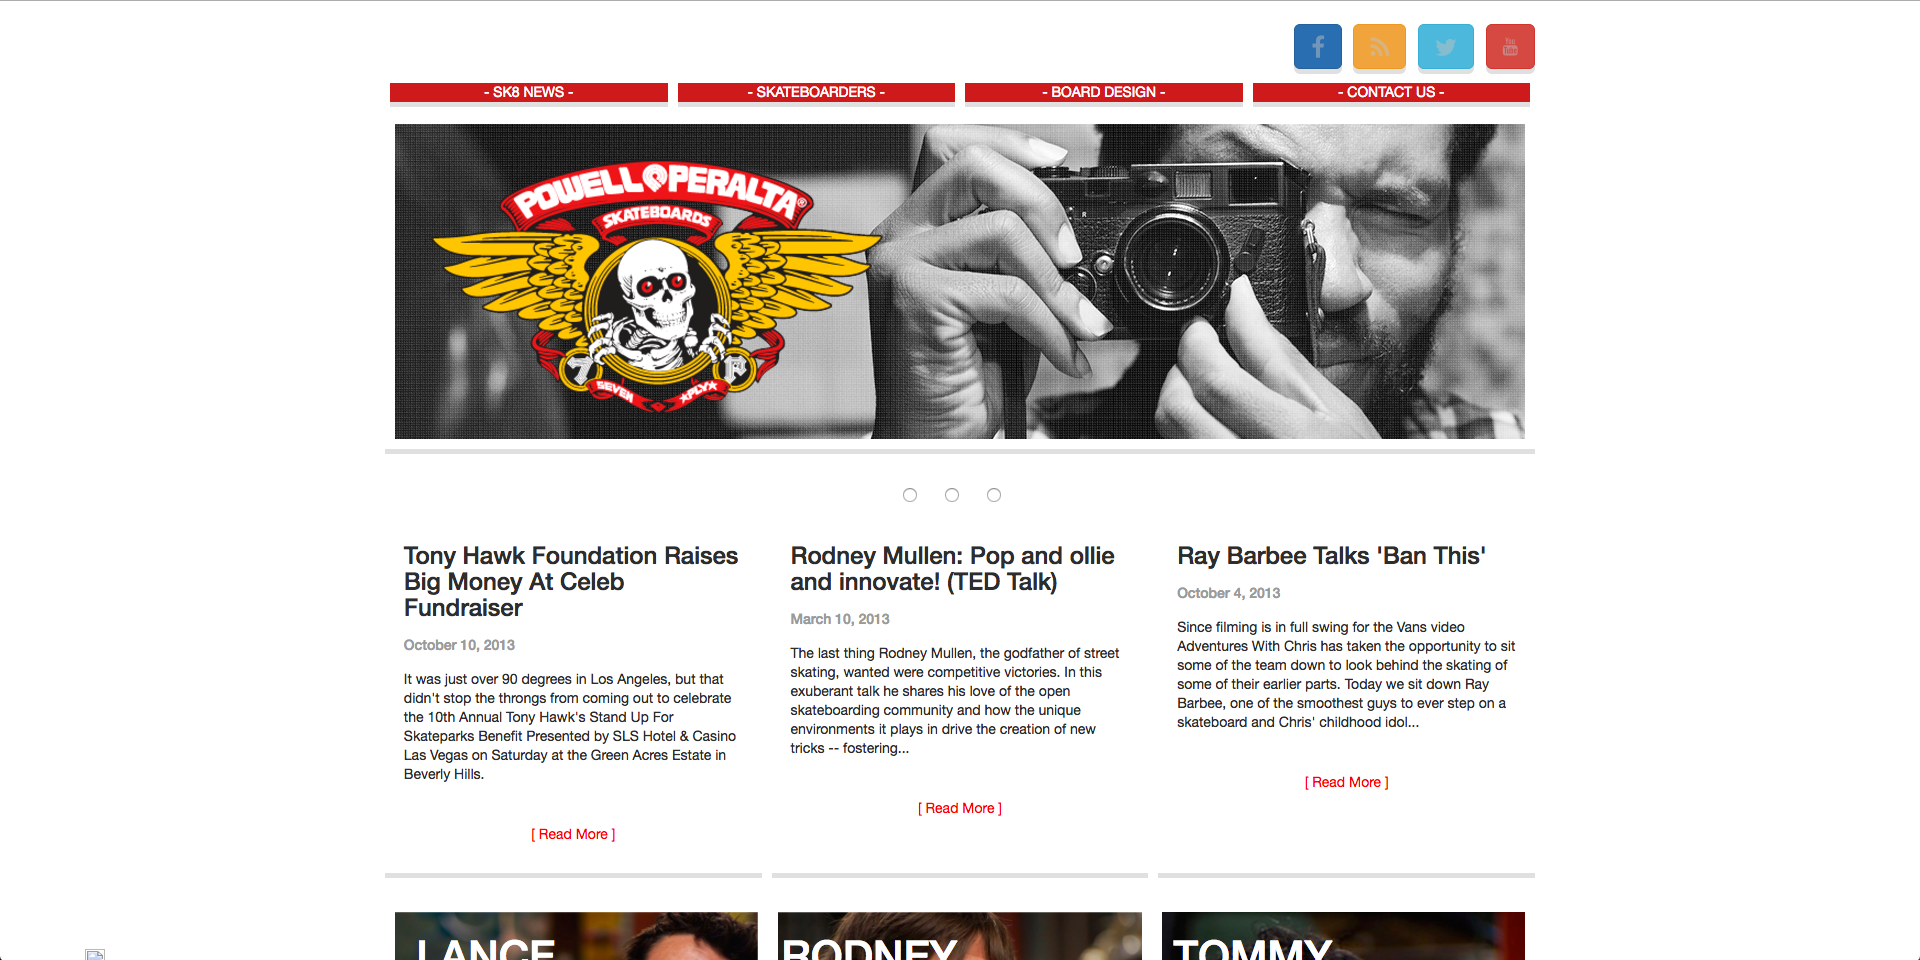 You
Tube
- SK8 NEWS -
- SKATEBOARDERS -
- BOARD DESIGN -
- CONTACT US -
POWELL PERALTA®
SKATEBOARDS
SEVEN PLY
Tony Hawk Foundation Raises
Big Money At Celeb
Fundraiser
October 10, 2013
It was just over 90 degrees in Los Angeles, but that
didn't stop the throngs from coming out to celebrate
the 10th Annual Tony Hawk's Stand Up For
Skateparks Benefit Presented by SLS Hotel & Casino
Las Vegas on Saturday at the Green Acres Estate in
Beverly Hills.
[ Read More ]
Rodney Mullen: Pop and ollie
and innovate! (TED Talk)
March 10, 2013
The last thing Rodney Mullen, the godfather of street
skating, wanted were competitive victories. In this
exuberant talk he shares his love of the open
skateboarding community and how the unique
environments it plays in drive the creation of new
tricks -- fostering...
[ Read More ]
Ray Barbee Talks 'Ban This'
October 4, 2013
Since filming is in full swing for the Vans video
Adventures With Chris has taken the opportunity to sit
some of the team down to look behind the skating of
some of their earlier parts. Today we sit down Ray
Barbee, one of the smoothest guys to ever step on a
skateboard and Chris' childhood idol...
[ Read More ]
LANCE
RODNEY
TOMMY